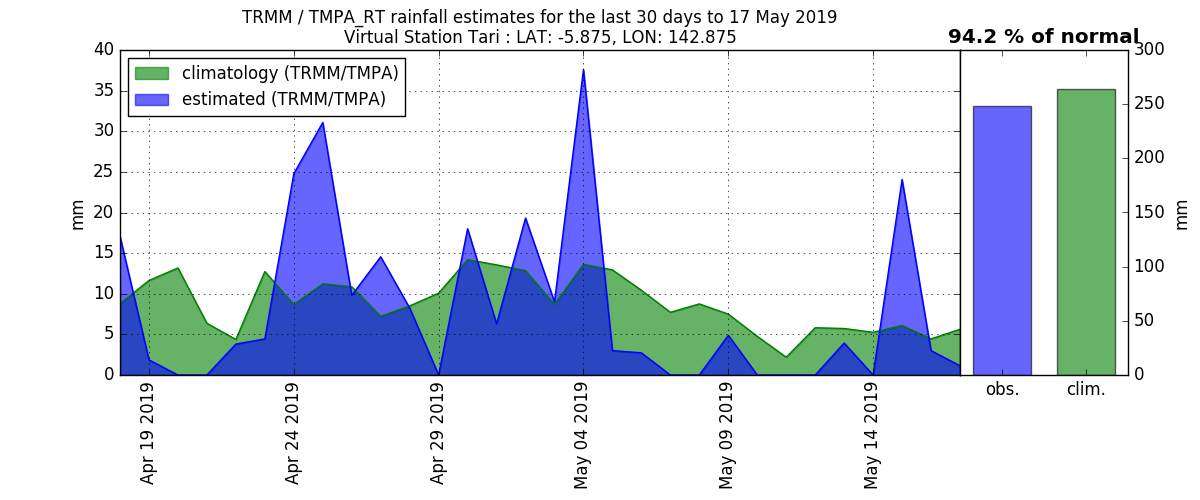 TRMM / TMPA_RT rainfall estimates for the last 30 days to 17 May 2019
Virtual Station Tari : LAT: -5.875, LON: 142.875
94.2 % of normal
climatology (TRMM/TMPA)
estimated (TRMM/TMPA)
40
35
30
25
20
15
10
5
0
mm
Apr 19 2019
Apr 24 2019
Apr 29 2019
May 04 2019
May 09 2019
May 14 2019
300
250
200
150
100
50
0
mm
obs.
clim.